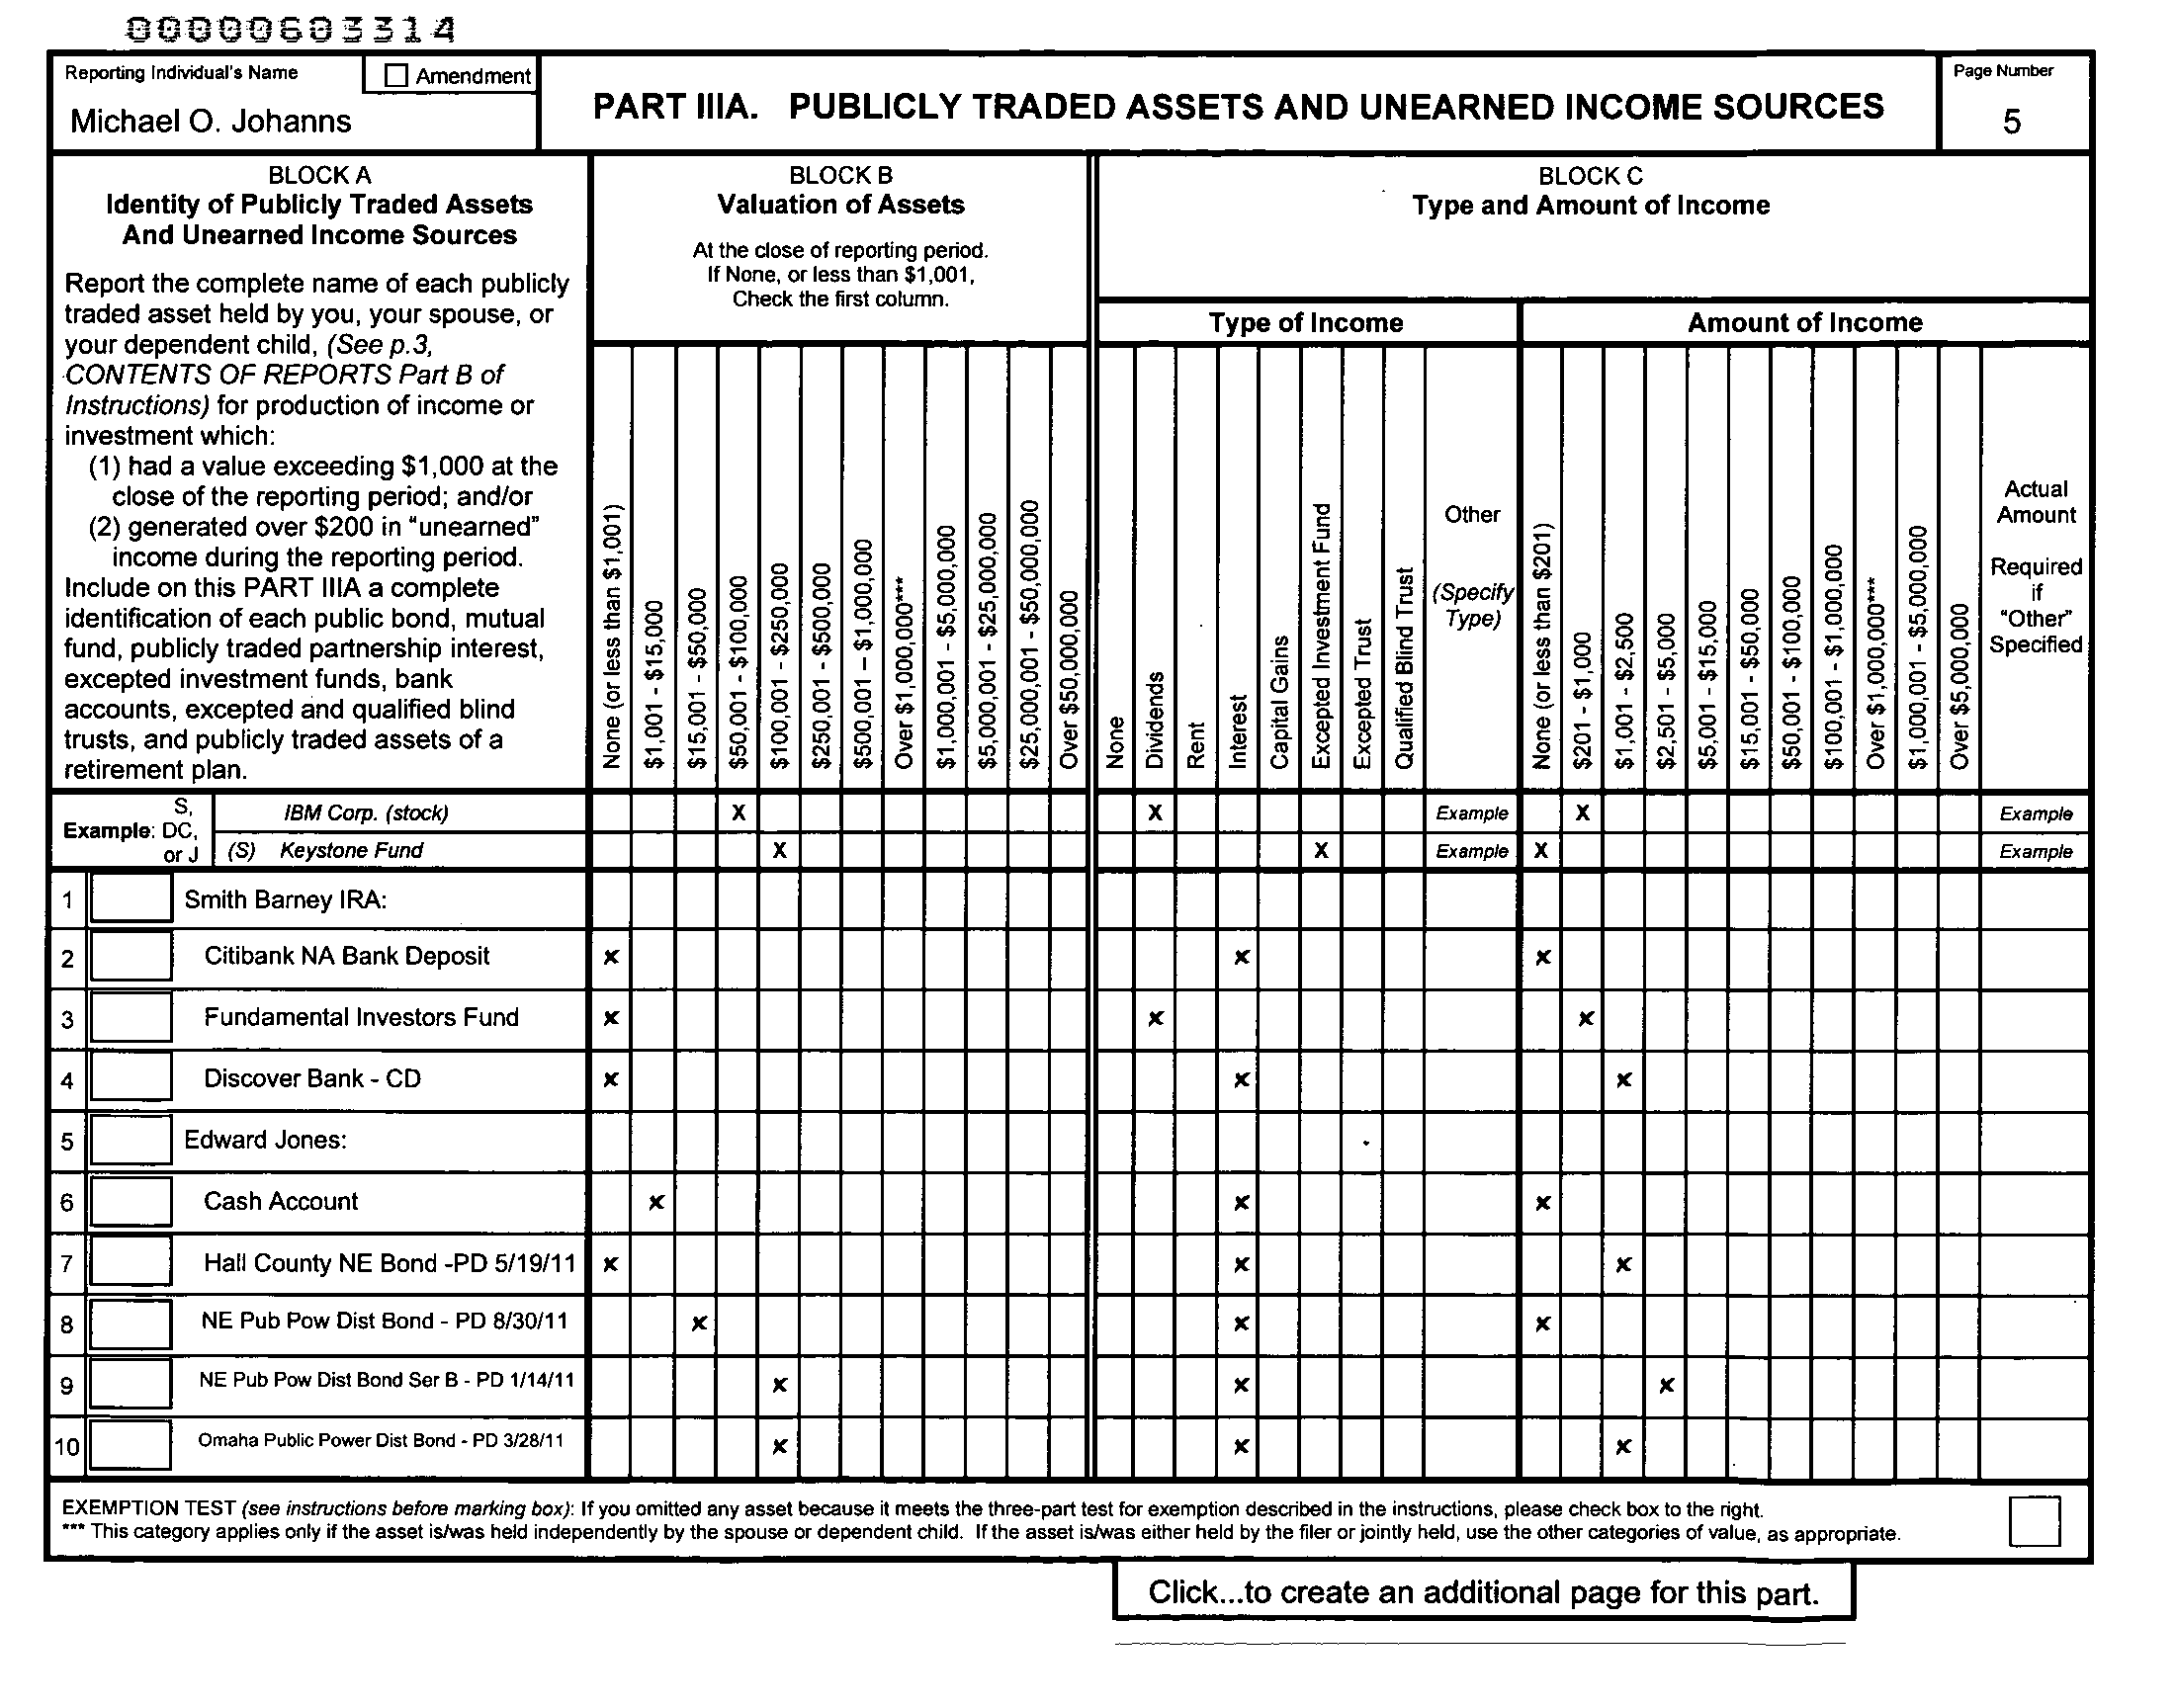 00000603314
Reporting Individual's Name
Amendment
Michael O. Johanns
PART IIIA. PUBLICLY TRADED ASSETS AND UNEARNED INCOME SOURCES
Page Number
5
BLOCK A
Identity of Publicly Traded Assets
And Unearned Income Sources
Report the complete name of each publicly
traded asset held by you, your spouse, or
your dependent child, (See p.3,
CONTENTS OF REPORTS Part B of
Instructions) for production of income or
investment which:
(1) had a value exceeding $1,000 at the
close of the reporting period; and/or
(2) generated over $200 in "unearned"
income during the reporting period.
Include on this PART IIIA a complete
identification of each public bond, mutual
fund, publicly traded partnership interest,
excepted investment funds, bank
accounts, excepted and qualified blind
trusts, and publicly traded assets of a
retirement plan.
BLOCK B
Valuation of Assets
At the close of reporting period.
If None, or less than $1,001,
Check the first column.
None (or less than $1,001)
$1,001 - $15,000
$15,001 - $50,000
$50,001 - $100,000
$100,001 - $250,000
$250,001 - $500,000
$500,001 – $1,000,000
Over $1,000,000***
$1,000,001 - $5,000,000
$5,000,001 - $25,000,000
$25,000,001 - $50,000,000
Over $50,000,000
BLOCK C
Type and Amount of Income
Type of Income
None
Dividends
Rent
Interest
Capital Gains
Excepted Investment Fund
Excepted Trust
Qualified Blind Trust
Other
(Specify
Type)
Amount of Income
None (or less than $201)
$201 - $1,000
$1,001 - $2,500
$2,501 - $5,000
$5,001 - $15,000
$15,001 - $50,000
$50,001 - $100,000
$100,001 - $1,000,000
Over $1,000,000***
$1,000,001 - $5,000,000
Over $5,000,000
Actual
Amount
Required
if
"Other"
Specified
Example: S,
DC,
or J
IBM Corp. (stock) X X Example X Example
(S) Keystone Fund X X Example X Example
1 Smith Barney IRA:
2 Citibank NA Bank Deposit x x x
3 Fundamental Investors Fund x x x
4 Discover Bank - CD x x x
5 Edward Jones:
6 Cash Account x x x
7 Hall County NE Bond -PD 5/19/11 x x x
8 NE Pub Pow Dist Bond - PD 8/30/11 x x x
9 NE Pub Pow Dist Bond Ser B - PD 1/14/11 x x x
10 Omaha Public Power Dist Bond - PD 3/28/11 x x x
EXEMPTION TEST (see instructions before marking box): If you omitted any asset because it meets the three-part test for exemption described in the instructions, please check box to the right.
*** This category applies only if the asset is/was held independently by the spouse or dependent child. If the asset is/was either held by the filer or jointly held, use the other categories of value, as appropriate.
Click...to create an additional page for this part.